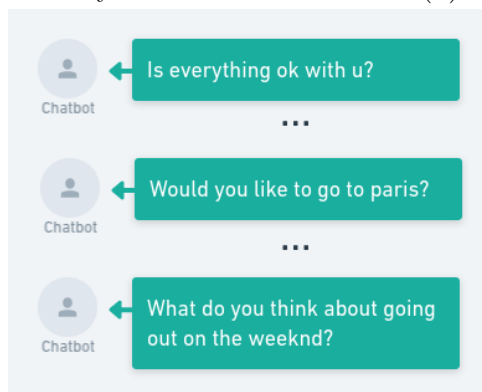 Is everything ok with u?
Chatbot
...
Would you like to go to paris?
Chatbot
...
What do you think about going
out on the weeknd?
Chatbot